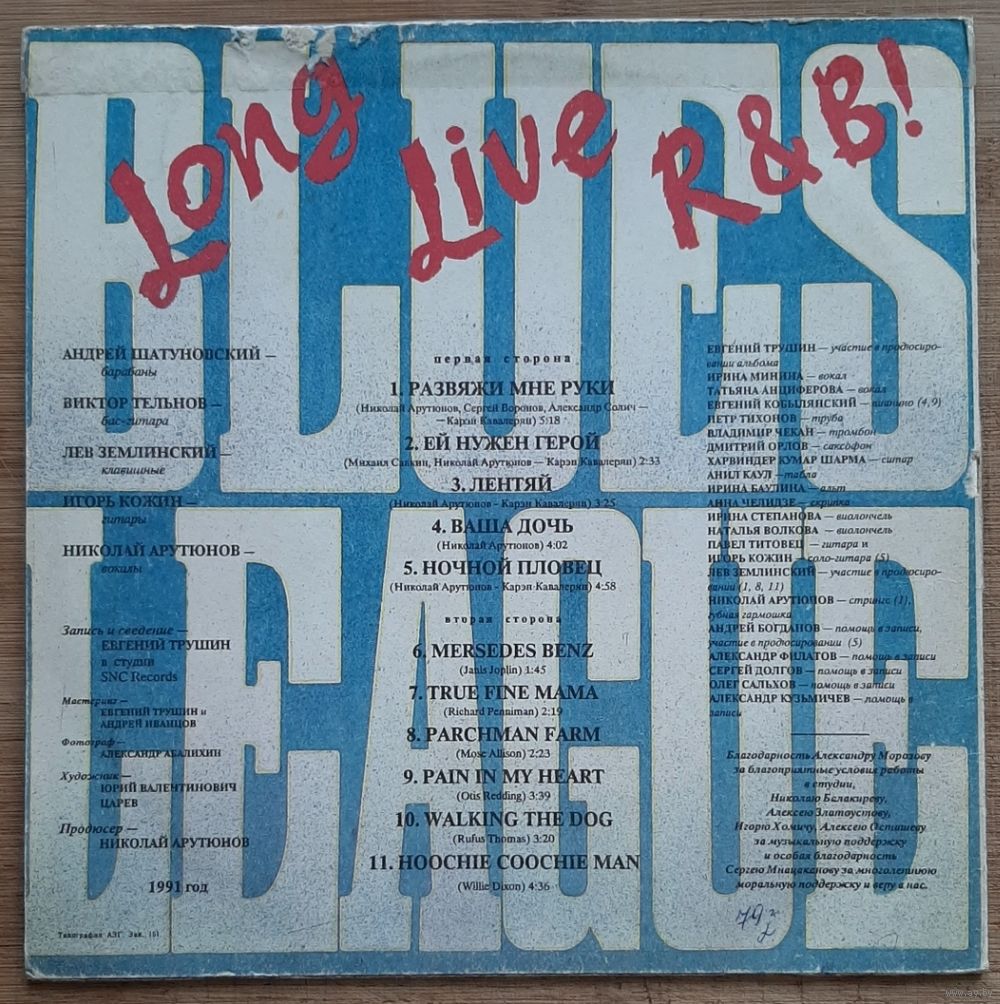 BLUES
LEAGUE
Long Live R&B!
АНДРЕЙ ШАТУНОВСКИЙ —
барабаны
ВИКТОР ТЕЛЬНОВ —
бас-гитара
ЛЕВ ЗЕМЛИНСКИЙ —
клавишные
ИГОРЬ КОЖИН —
гитары
НИКОЛАЙ АРУТЮНОВ —
вокалы
Запись и сведение —
ЕВГЕНИЙ ТРУШИН
в студии
SNC Records
Мастеринг —
ЕВГЕНИЙ ТРУШИН и
АНДРЕЙ ИВАНЦОВ
Фотограф —
АЛЕКСАНДР АБАЛИХИН
Художник —
ЮРИЙ ВАЛЕНТИНОВИЧ
ЦАРЕВ
Продюсер —
НИКОЛАЙ АРУТЮНОВ
1991 год
Типография АЗГ. Зак. 151
первая сторона
1. РАЗВЯЖИ МНЕ РУКИ
(Николай Арутюнов, Сергей Воронов, Александр Солич —
— Карэн Кавалерян) 5:18
2. ЕЙ НУЖЕН ГЕРОЙ
(Михаил Савкин, Николай Арутюнов — Карэн Кавалерян) 2:33
3. ЛЕНТЯЙ
(Николай Арутюнов - Карэн Кавалерян) 3:25
4. ВАША ДОЧЬ
(Николай Арутюнов) 4:02
5. НОЧНОЙ ПЛОВЕЦ
(Николай Арутюнов - Карэн Кавалерян) 4:58
вторая сторона
6. MERSEDES BENZ
(Janis Joplin) 1:45
7. TRUE FINE MAMA
(Richard Penniman) 2:19
8. PARCHMAN FARM
(Mose Allison) 2:23
9. PAIN IN MY HEART
(Otis Redding) 3:39
10. WALKING THE DOG
(Rufus Thomas) 3:20
11. HOOCHIE COOCHIE MAN
(Willie Dixon) 4:36
ЕВГЕНИЙ ТРУШИН — участие в продюсиро-
вании альбома
ИРИНА МИНИНА — вокал
ТАТЬЯНА АНЦИФЕРОВА — вокал
ЕВГЕНИЙ КОБЫЛЯНСКИЙ — пианино (4, 9)
ПЕТР ТИХОНОВ — труба
ВЛАДИМИР ЧЕКАН — тромбон
ДМИТРИЙ ОРЛОВ — саксофон
ХАРВИНДЕР КУМАР ШАРМА — ситар
АНИЛ КАУЛ — табла
ИРИНА БАУЛИНА — альт
АННА ЧЕЛИДЗЕ — скрипка
ИРИНА СТЕПАНОВА — виолончель
НАТАЛЬЯ ВОЛКОВА — виолончель
ПАВЕЛ ТИТОВЕЦ — гитара и
ИГОРЬ КОЖИН — соло-гитара (5)
ЛЕВ ЗЕМЛИНСКИЙ — участие в продюсиро-
вании (1, 8, 11)
НИКОЛАЙ АРУТЮНОВ — стрингс (1),
губная гармошка
АНДРЕЙ БОГДАНОВ — помощь в записи,
участие в продюсировании (5)
АЛЕКСАНДР ФИЛАТОВ — помощь в записи
СЕРГЕЙ ДОЛГОВ — помощь в записи
ОЛЕГ САЛЬХОВ — помощь в записи
АЛЕКСАНДР КУЗЬМИЧЕВ — помощь в
записи
Благодарность Александру Морозову
за благоприятные условия работы
в студии,
Николаю Балакиреву,
Алексею Златоустову,
Игорю Хомичу, Алексею Осташеву
за музыкальную поддержку
и особая благодарность
Сергею Мнацаканову за многолетнюю
моральную поддержку и веру в нас.
www.ay.by